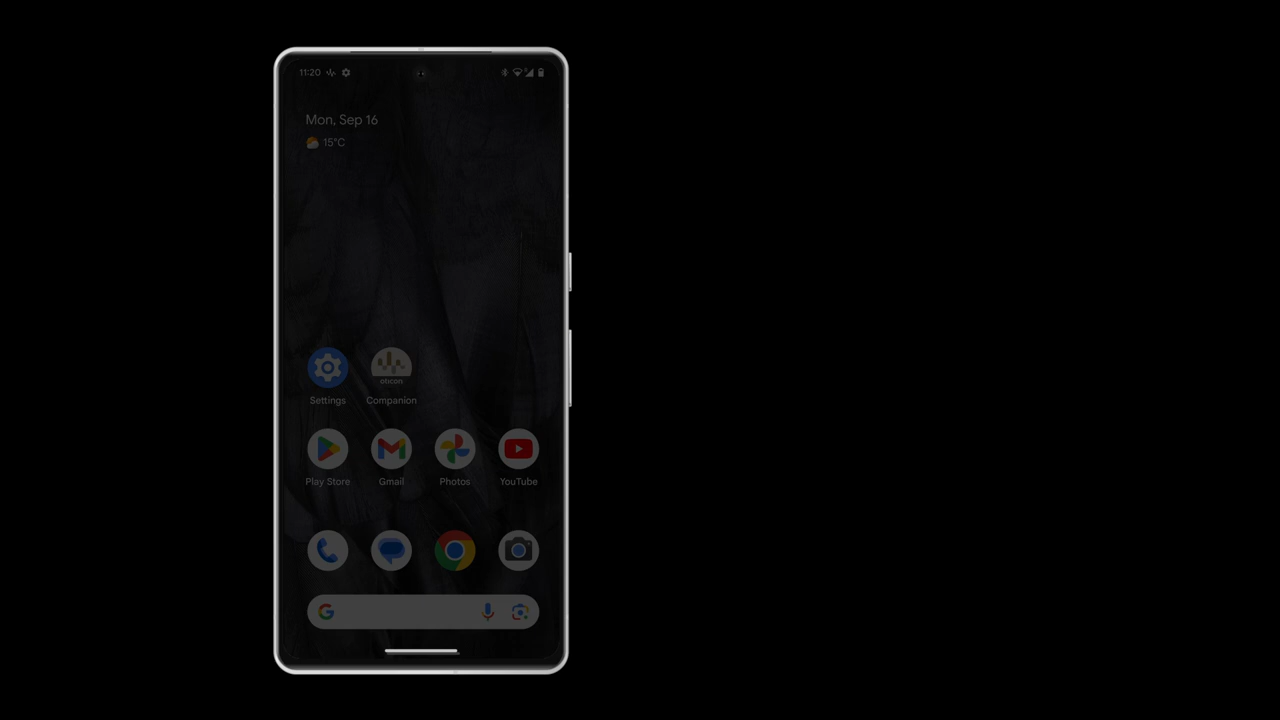 11:20
Mon, Sep 16
15°C
oticon
Settings Companion
Play Store Gmail Photos YouTube